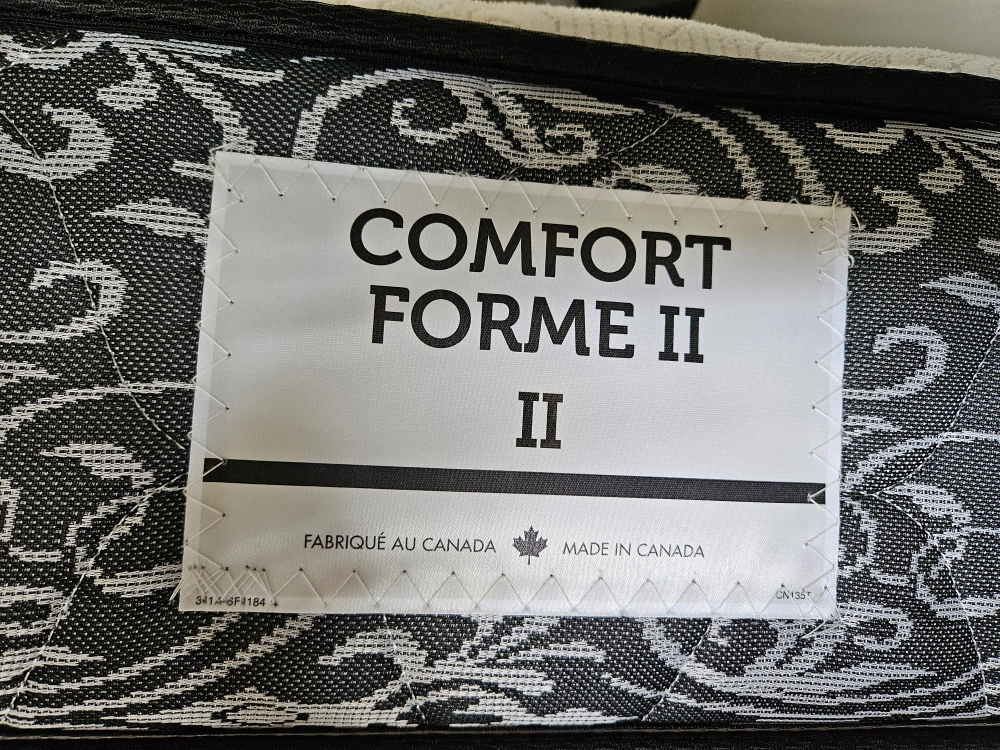 COMFORT
FORME II
II
FABRIQUÉ AU CANADA MADE IN CANADA